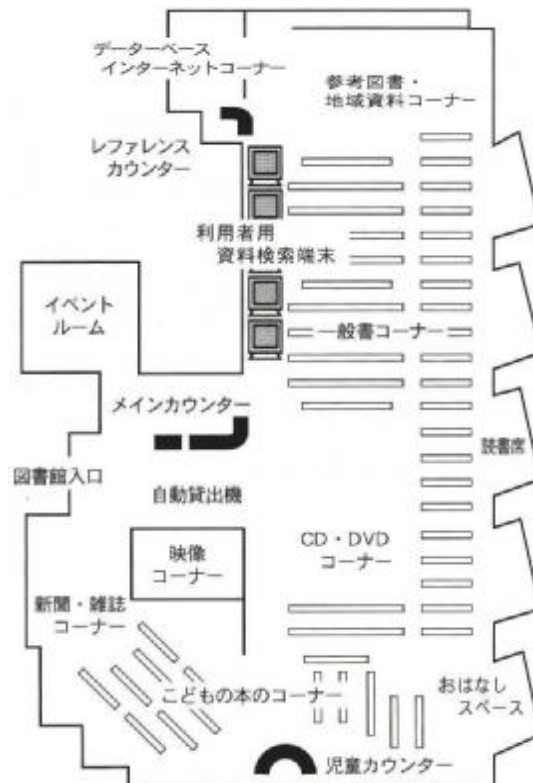 データーベース
インターネットコーナー
参考図書・
地域資料コーナー
レファレンス
カウンター
利用者用
資料検索端末
イベント
ルーム
一般書コーナー
メインカウンター
読書席
図書館入口
自動貸出機
CD・DVD
コーナー
映像
コーナー
新聞・雑誌
コーナー
こどもの本のコーナー
おはなし
スペース
児童カウンター